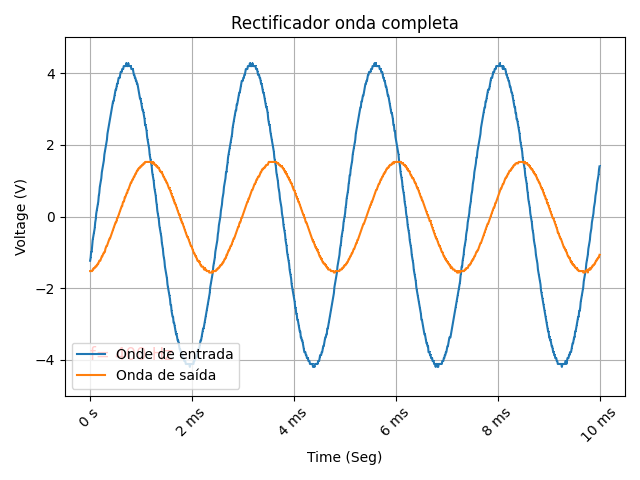 Rectificador onda completa
Voltage (V)
4
2
0
−2
−4
Onde de entrada
Onda de saída
0 s
2 ms
4 ms
6 ms
8 ms
10 ms
Time (Seg)